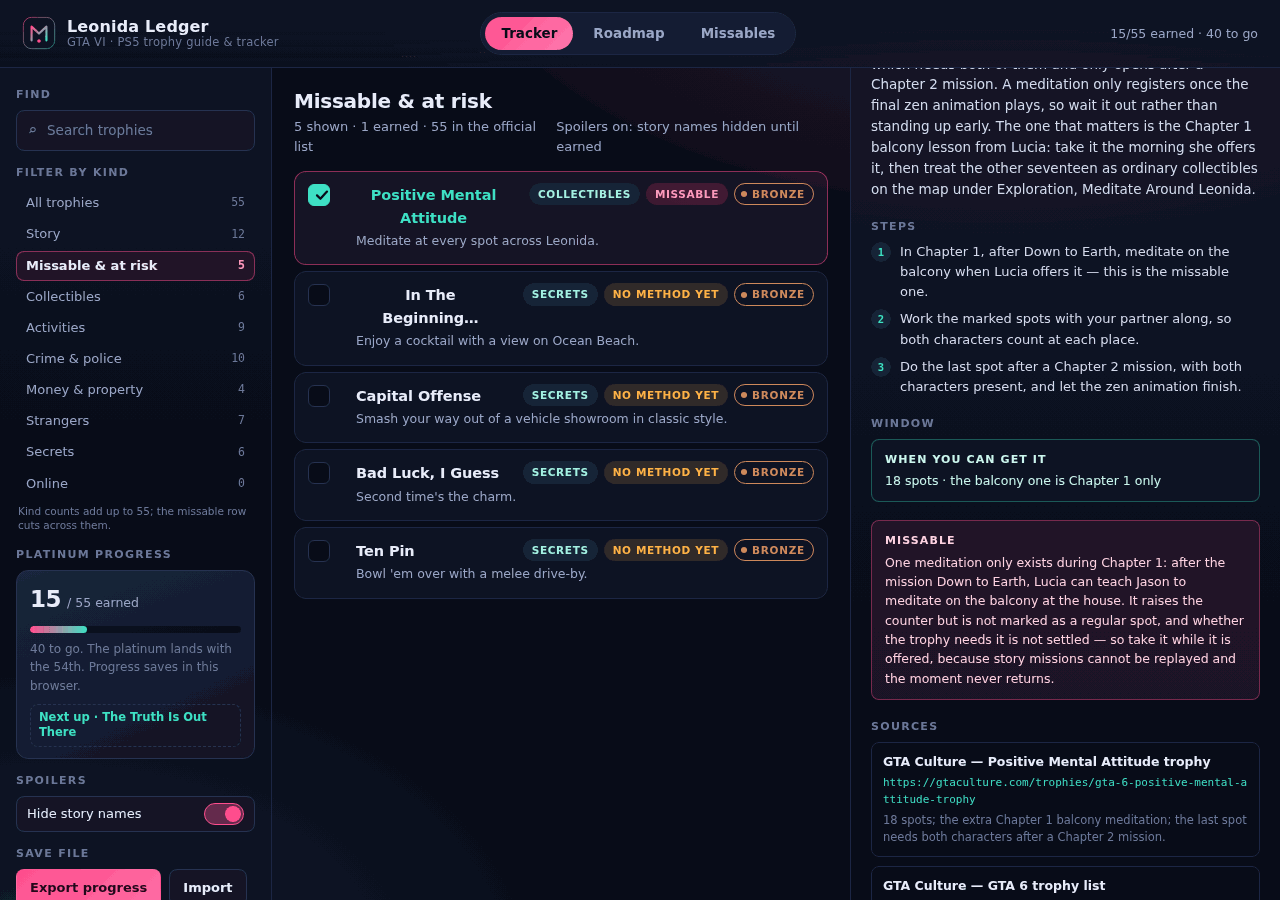 Leonida Ledger
GTA VI · PS5 trophy guide & tracker
Tracker
Roadmap
Missables
15/55 earned · 40 to go
FIND
Search trophies
FILTER BY KIND
All trophies 55
Story 12
Missable & at risk 5
Collectibles 6
Activities 9
Crime & police 10
Money & property 4
Strangers 7
Secrets 6
Online 0
Kind counts add up to 55; the missable row
cuts across them.
PLATINUM PROGRESS
15 / 55 earned
40 to go. The platinum lands with
the 54th. Progress saves in this
browser.
Next up · The Truth Is Out
There
SPOILERS
Hide story names
SAVE FILE
Export progress
Import
Missable & at risk
5 shown · 1 earned · 55 in the official
list
Spoilers on: story names hidden until
earned
Positive Mental
Attitude
COLLECTIBLES
MISSABLE
BRONZE
Meditate at every spot across Leonida.
In The
Beginning…
SECRETS
NO METHOD YET
BRONZE
Enjoy a cocktail with a view on Ocean Beach.
Capital Offense
SECRETS
NO METHOD YET
BRONZE
Smash your way out of a vehicle showroom in classic style.
Bad Luck, I Guess
SECRETS
NO METHOD YET
BRONZE
Second time's the charm.
Ten Pin
SECRETS
NO METHOD YET
BRONZE
Bowl 'em over with a melee drive-by.
which needs both of them and only opens after a
Chapter 2 mission. A meditation only registers once the
final zen animation plays, so wait it out rather than
standing up early. The one that matters is the Chapter 1
balcony lesson from Lucia: take it the morning she offers
it, then treat the other seventeen as ordinary collectibles
on the map under Exploration, Meditate Around Leonida.
STEPS
1 In Chapter 1, after Down to Earth, meditate on the
balcony when Lucia offers it — this is the missable
one.
2 Work the marked spots with your partner along, so
both characters count at each place.
3 Do the last spot after a Chapter 2 mission, with both
characters present, and let the zen animation finish.
WINDOW
WHEN YOU CAN GET IT
18 spots · the balcony one is Chapter 1 only
MISSABLE
One meditation only exists during Chapter 1: after the
mission Down to Earth, Lucia can teach Jason to
meditate on the balcony at the house. It raises the
counter but is not marked as a regular spot, and whether
the trophy needs it is not settled — so take it while it is
offered, because story missions cannot be replayed and
the moment never returns.
SOURCES
GTA Culture — Positive Mental Attitude trophy
https://gtaculture.com/trophies/gta-6-positive-mental-a
ttitude-trophy
18 spots; the extra Chapter 1 balcony meditation; the last spot
needs both characters after a Chapter 2 mission.
GTA Culture — GTA 6 trophy list